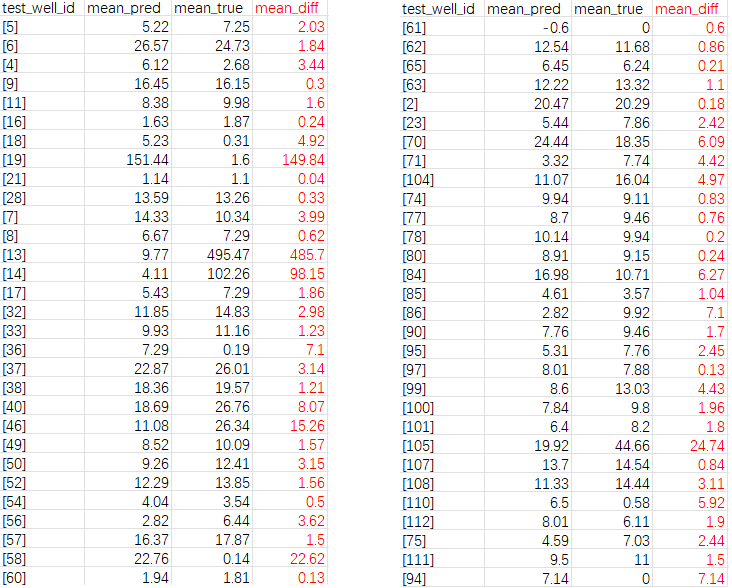 test_well_id mean_pred mean_true mean_diff
[5] 5.22 7.25 2.03
[6] 26.57 24.73 1.84
[4] 6.12 2.68 3.44
[9] 16.45 16.15 0.3
[11] 8.38 9.98 1.6
[16] 1.63 1.87 0.24
[18] 5.23 0.31 4.92
[19] 151.44 1.6 149.84
[21] 1.14 1.1 0.04
[28] 13.59 13.26 0.33
[7] 14.33 10.34 3.99
[8] 6.67 7.29 0.62
[13] 9.77 495.47 485.7
[14] 4.11 102.26 98.15
[17] 5.43 7.29 1.86
[32] 11.85 14.83 2.98
[33] 9.93 11.16 1.23
[36] 7.29 0.19 7.1
[37] 22.87 26.01 3.14
[38] 18.36 19.57 1.21
[40] 18.69 26.76 8.07
[46] 11.08 26.34 15.26
[49] 8.52 10.09 1.57
[50] 9.26 12.41 3.15
[52] 12.29 13.85 1.56
[54] 4.04 3.54 0.5
[56] 2.82 6.44 3.62
[57] 16.37 17.87 1.5
[58] 22.76 0.14 22.62
[60] 1.94 1.81 0.13
test_well_id mean_pred mean_true mean_diff
[61] -0.6 0 0.6
[62] 12.54 11.68 0.86
[65] 6.45 6.24 0.21
[63] 12.22 13.32 1.1
[2] 20.47 20.29 0.18
[23] 5.44 7.86 2.42
[70] 24.44 18.35 6.09
[71] 3.32 7.74 4.42
[104] 11.07 16.04 4.97
[74] 9.94 9.11 0.83
[77] 8.7 9.46 0.76
[78] 10.14 9.94 0.2
[80] 8.91 9.15 0.24
[84] 16.98 10.71 6.27
[85] 4.61 3.57 1.04
[86] 2.82 9.92 7.1
[90] 7.76 9.46 1.7
[95] 5.31 7.76 2.45
[97] 8.01 7.88 0.13
[99] 8.6 13.03 4.43
[100] 7.84 9.8 1.96
[101] 6.4 8.2 1.8
[105] 19.92 44.66 24.74
[107] 13.7 14.54 0.84
[108] 11.33 14.44 3.11
[110] 6.5 0.58 5.92
[112] 8.01 6.11 1.9
[75] 4.59 7.03 2.44
[111] 9.5 11 1.5
[94] 7.14 0 7.14